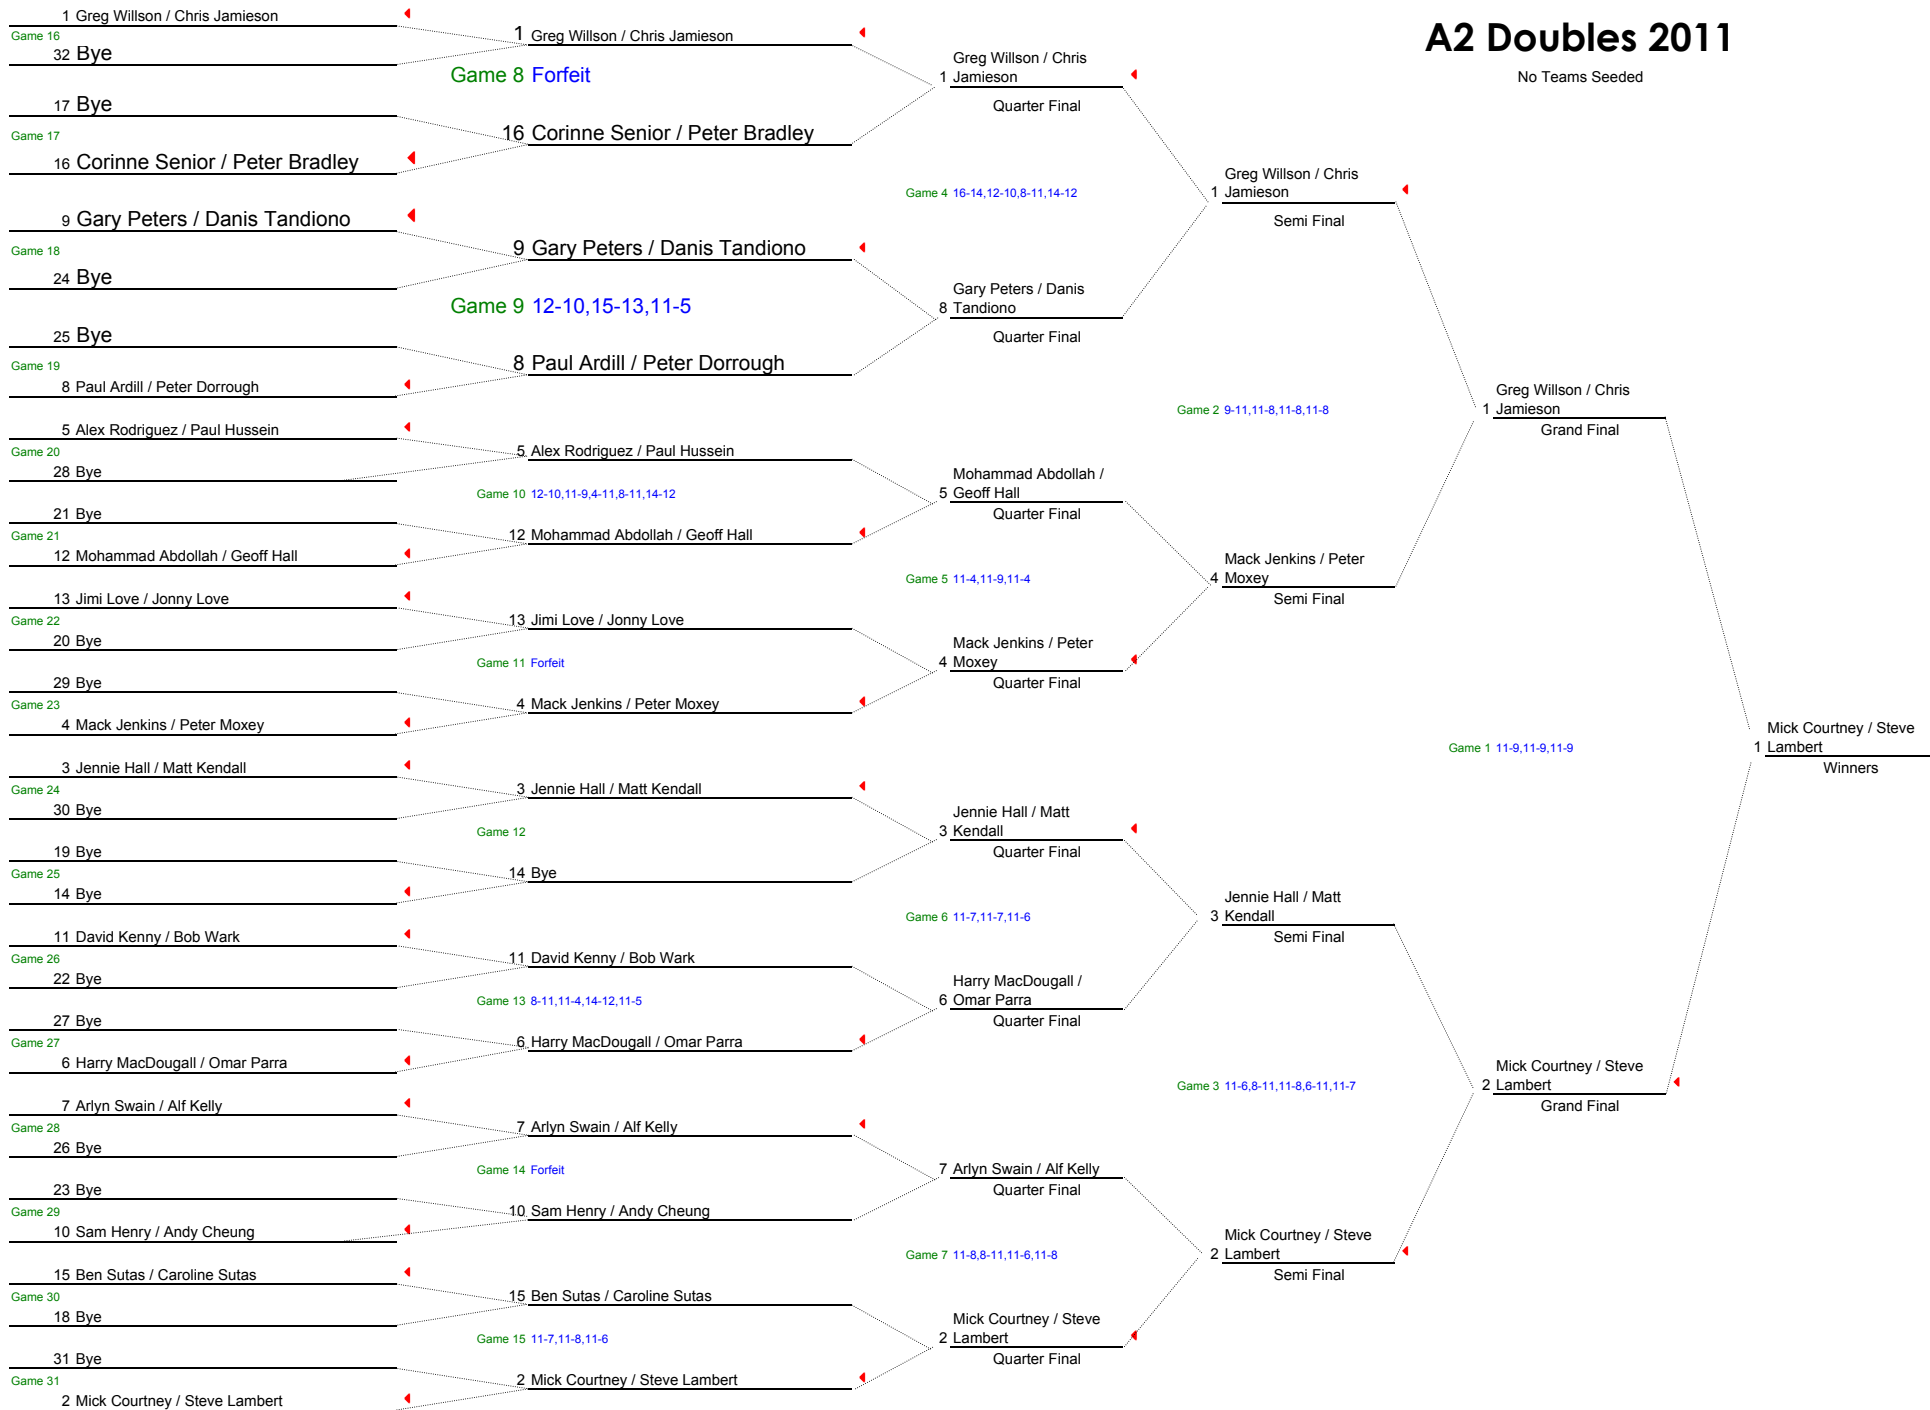 A2 Doubles 2011
No Teams Seeded
1 Greg Willson / Chris Jamieson
Game 16
32 Bye
17 Bye
Game 17
16 Corinne Senior / Peter Bradley
9 Gary Peters / Danis Tandiono
Game 18
24 Bye
25 Bye
Game 19
8 Paul Ardill / Peter Dorrough
5 Alex Rodriguez / Paul Hussein
Game 20
28 Bye
21 Bye
Game 21
12 Mohammad Abdollah / Geoff Hall
13 Jimi Love / Jonny Love
Game 22
20 Bye
29 Bye
Game 23
4 Mack Jenkins / Peter Moxey
3 Jennie Hall / Matt Kendall
Game 24
30 Bye
19 Bye
Game 25
14 Bye
11 David Kenny / Bob Wark
Game 26
22 Bye
27 Bye
Game 27
6 Harry MacDougall / Omar Parra
7 Arlyn Swain / Alf Kelly
Game 28
26 Bye
23 Bye
Game 29
10 Sam Henry / Andy Cheung
15 Ben Sutas / Caroline Sutas
Game 30
18 Bye
31 Bye
Game 31
2 Mick Courtney / Steve Lambert
1 Greg Willson / Chris Jamieson
Game 8 Forfeit
16 Corinne Senior / Peter Bradley
9 Gary Peters / Danis Tandiono
Game 9 12-10,15-13,11-5
8 Paul Ardill / Peter Dorrough
5 Alex Rodriguez / Paul Hussein
Game 10 12-10,11-9,4-11,8-11,14-12
12 Mohammad Abdollah / Geoff Hall
13 Jimi Love / Jonny Love
Game 11 Forfeit
4 Mack Jenkins / Peter Moxey
3 Jennie Hall / Matt Kendall
Game 12
14 Bye
11 David Kenny / Bob Wark
Game 13 8-11,11-4,14-12,11-5
6 Harry MacDougall / Omar Parra
7 Arlyn Swain / Alf Kelly
Game 14 Forfeit
10 Sam Henry / Andy Cheung
15 Ben Sutas / Caroline Sutas
Game 15 11-7,11-8,11-6
2 Mick Courtney / Steve Lambert
Greg Willson / Chris
1 Jamieson
Quarter Final
Game 4 16-14,12-10,8-11,14-12
Gary Peters / Danis
8 Tandiono
Quarter Final
Mohammad Abdollah /
5 Geoff Hall
Quarter Final
Game 5 11-4,11-9,11-4
Mack Jenkins / Peter
4 Moxey
Quarter Final
Jennie Hall / Matt
3 Kendall
Quarter Final
Game 6 11-7,11-7,11-6
Harry MacDougall /
6 Omar Parra
Quarter Final
7 Arlyn Swain / Alf Kelly
Quarter Final
Game 7 11-8,8-11,11-6,11-8
Mick Courtney / Steve
2 Lambert
Quarter Final
Greg Willson / Chris
1 Jamieson
Semi Final
Game 2 9-11,11-8,11-8,11-8
Mack Jenkins / Peter
4 Moxey
Semi Final
Jennie Hall / Matt
3 Kendall
Semi Final
Game 3 11-6,8-11,11-8,6-11,11-7
Mick Courtney / Steve
2 Lambert
Semi Final
Greg Willson / Chris
1 Jamieson
Grand Final
Game 1 11-9,11-9,11-9
Mick Courtney / Steve
2 Lambert
Grand Final
Mick Courtney / Steve
1 Lambert
Winners